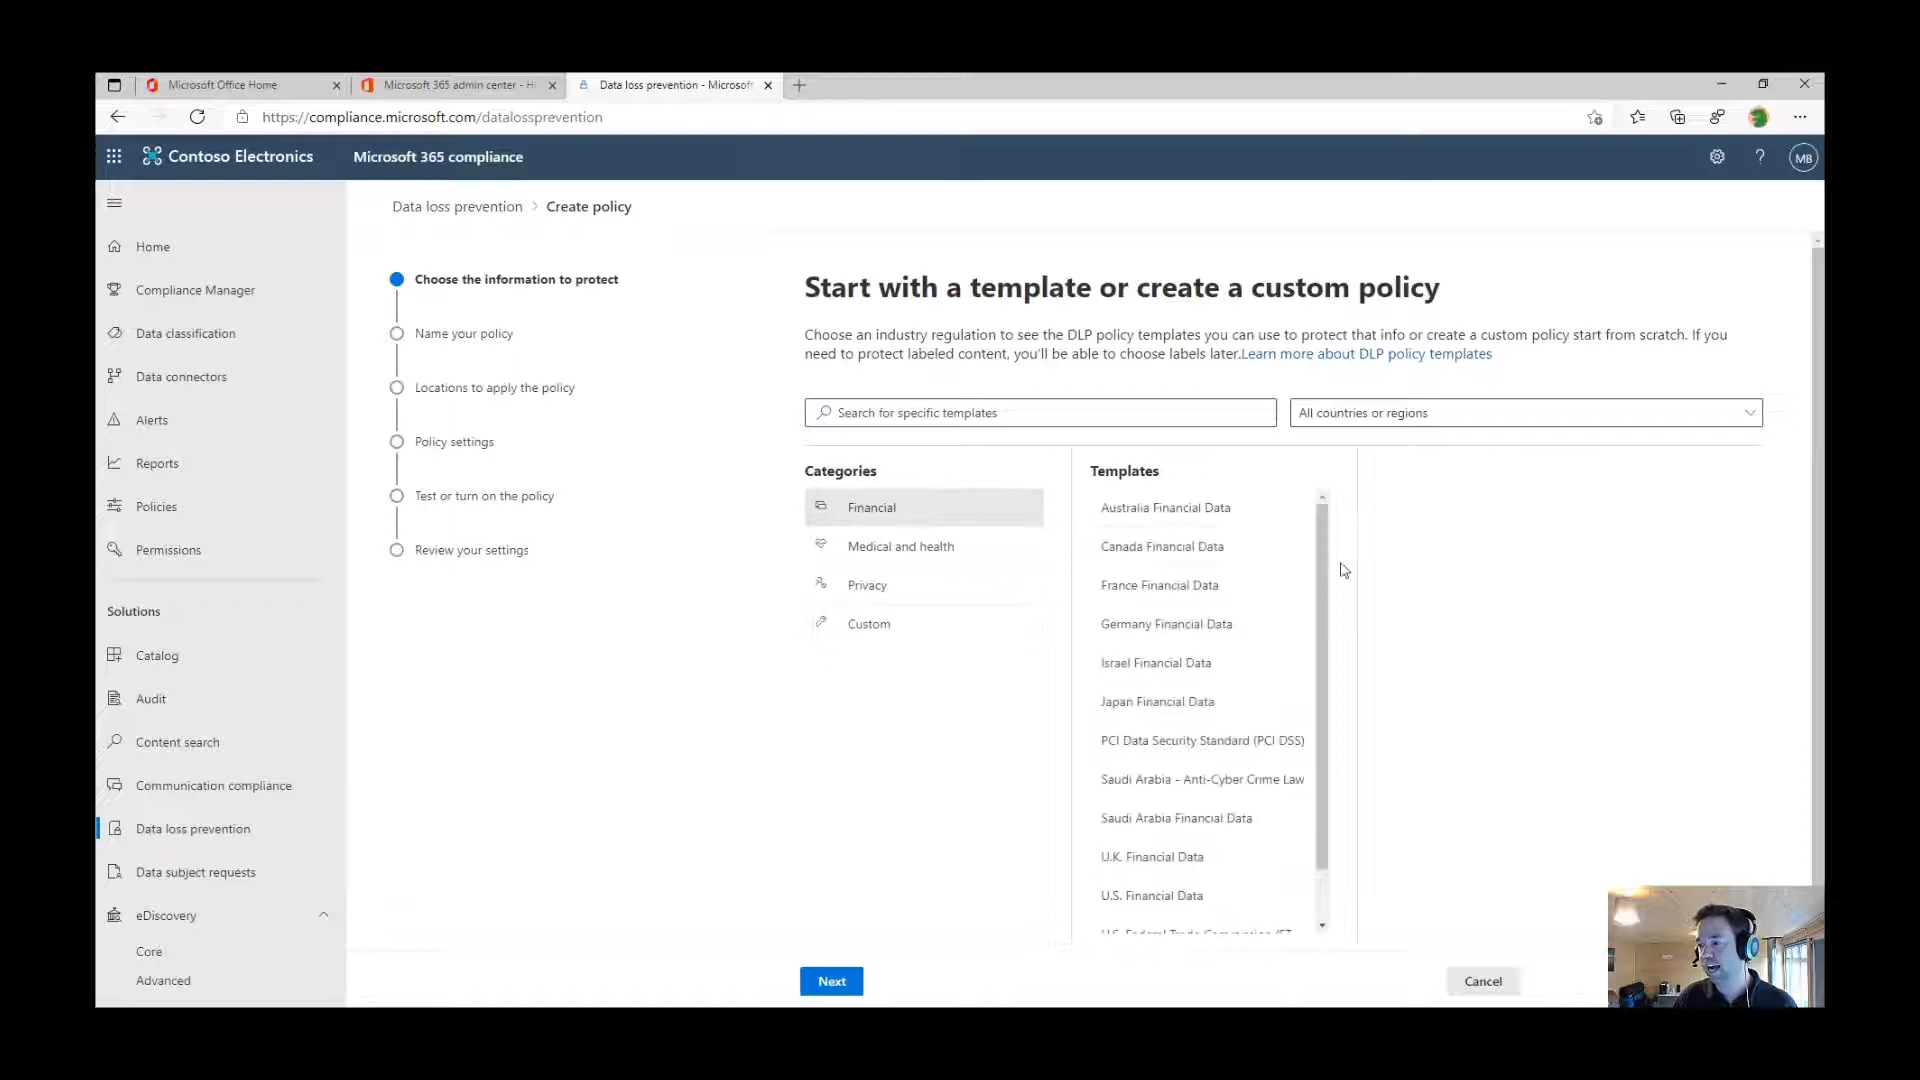 Microsoft Office Home
Microsoft 365 admin center - H
Data loss prevention - Microsoft
https://compliance.microsoft.com/datalossprevention
Contoso Electronics
Microsoft 365 compliance
MB
Data loss prevention > Create policy
Home
Compliance Manager
Data classification
Data connectors
Alerts
Reports
Policies
Permissions
Solutions
Catalog
Audit
Content search
Communication compliance
Data loss prevention
Data subject requests
eDiscovery
Core
Advanced
Choose the information to protect
Name your policy
Locations to apply the policy
Policy settings
Test or turn on the policy
Review your settings
Start with a template or create a custom policy
Choose an industry regulation to see the DLP policy templates you can use to protect that info or create a custom policy start from scratch. If you
need to protect labeled content, you'll be able to choose labels later.Learn more about DLP policy templates
Search for specific templates
All countries or regions
Categories
Financial
Medical and health
Privacy
Custom
Templates
Australia Financial Data
Canada Financial Data
France Financial Data
Germany Financial Data
Israel Financial Data
Japan Financial Data
PCI Data Security Standard (PCI DSS)
Saudi Arabia - Anti-Cyber Crime Law
Saudi Arabia Financial Data
U.K. Financial Data
U.S. Financial Data
U.S. Federal Trade
Next
Cancel